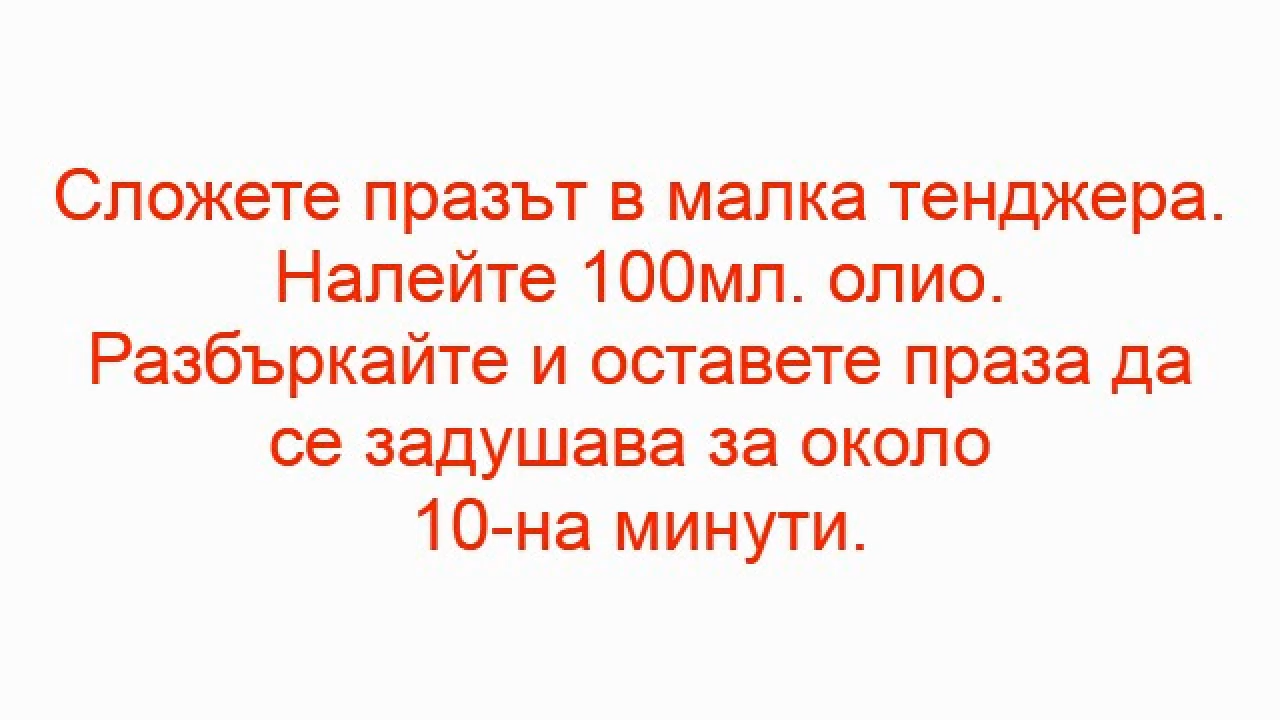 Сложете празът в малка тенджера.
Налейте 100мл. олио.
Разбъркайте и оставете праза да
се задушава за около
10-на минути.